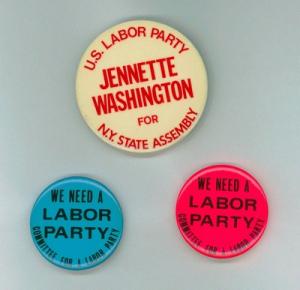 U.S. LABOR PARTY
JENNETTE
WASHINGTON
FOR
N.Y. STATE ASSEMBLY
WE NEED A
LABOR
PARTY
COMMITTEE FOR A LABOR PARTY
WE NEED A
LABOR
PARTY
COMMITTEE FOR A LABOR PARTY